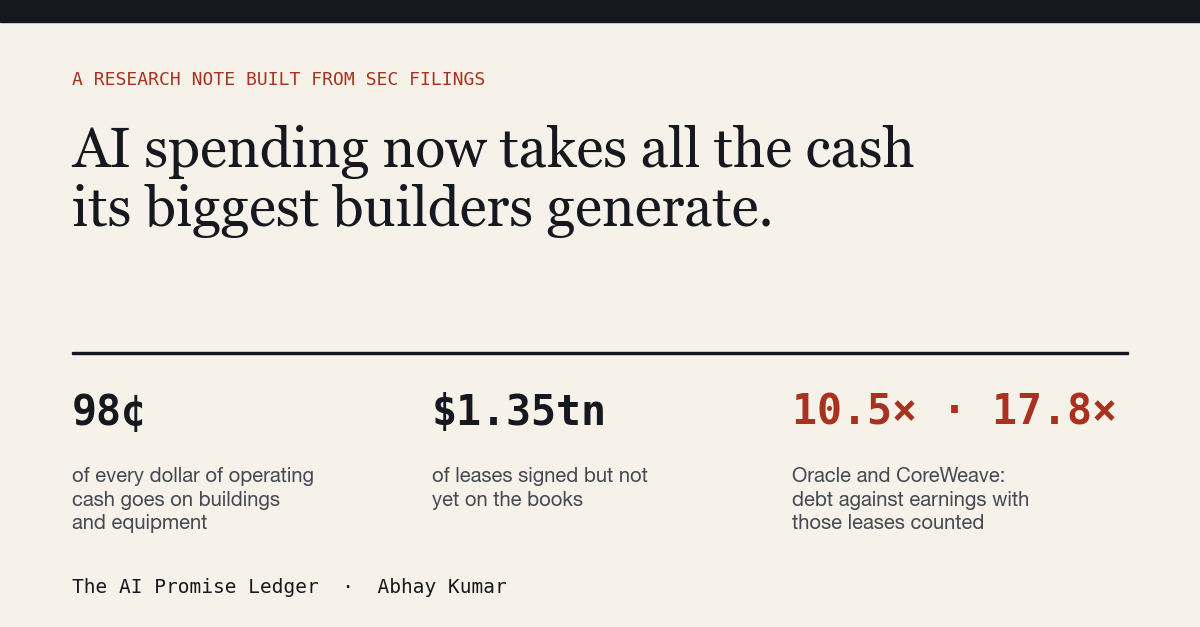 A RESEARCH NOTE BUILT FROM SEC FILINGS
AI spending now takes all the cash
its biggest builders generate.
98¢
of every dollar of operating
cash goes on buildings
and equipment
$1.35tn
of leases signed but not
yet on the books
10.5× · 17.8×
Oracle and CoreWeave:
debt against earnings with
those leases counted
The AI Promise Ledger · Abhay Kumar